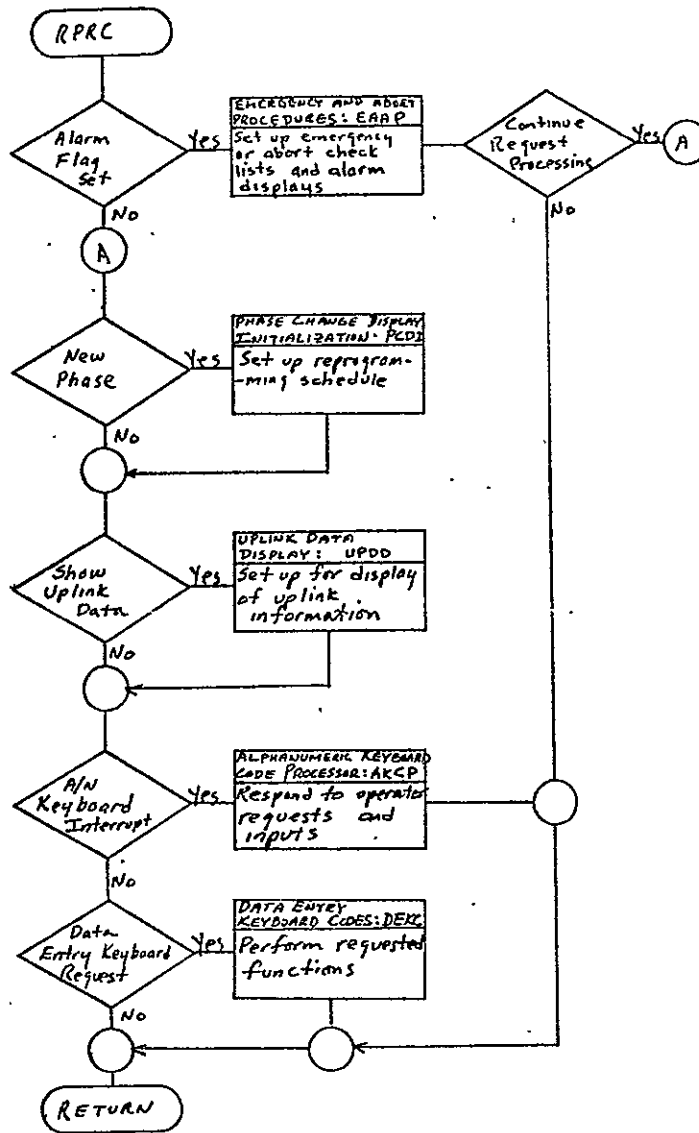 RPRC
Alarm
Flag
Set
Yes
No
EMERGENCY AND ABORT
PROCEDURES: EAAP
Set up emergency
or abort check
lists and alarm
displays
Continue
Request
Processing
Yes
A
No
A
New
Phase
Yes
No
PHASE CHANGE DISPLAY
INITIALIZATION: PCDI
Set up reprogram-
-ming schedule
Show
Uplink
Data
Yes
No
UPLINK DATA
DISPLAY: UPDD
Set up for display
of uplink
information
A/N
Keyboard
Interrupt
Yes
No
ALPHANUMERIC KEYBOARD
CODE PROCESSOR: AKCP
Respond to operator
requests and
inputs
Data
Entry Keyboard
Request
Yes
No
DATA ENTRY
KEYBOARD CODES: DEKC
Perform requested
functions
RETURN